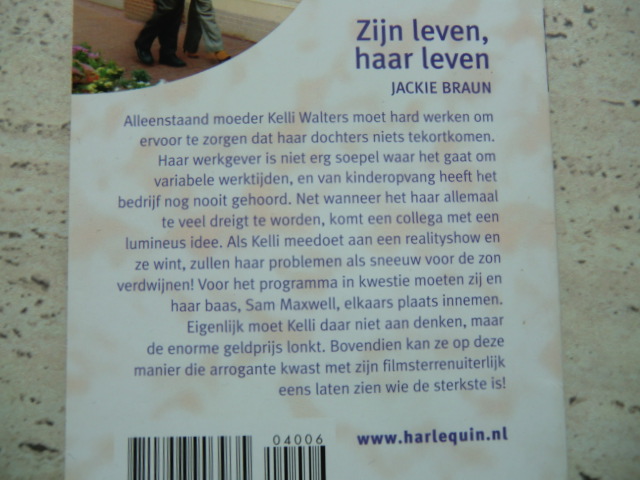 Zijn leven,
haar leven
JACKIE BRAUN
Alleenstaand moeder Kelli Walters moet hard werken om
ervoor te zorgen dat haar dochters niets tekortkomen.
Haar werkgever is niet erg soepel waar het gaat om
variabele werktijden, en van kinderopvang heeft het
bedrijf nog nooit gehoord. Net wanneer het haar allemaal
te veel dreigt te worden, komt een collega met een
lumineus idee. Als Kelli meedoet aan een realityshow en
ze wint, zullen haar problemen als sneeuw voor de zon
verdwijnen! Voor het programma in kwestie moeten zij en
haar baas, Sam Maxwell, elkaars plaats innemen.
Eigenlijk moet Kelli daar niet aan denken, maar
de enorme geldprijs lonkt. Bovendien kan ze op deze
manier die arrogante kwast met zijn filmsterrenuiterlijk
eens laten zien wie de sterkste is!
04006
www.harlequin.nl